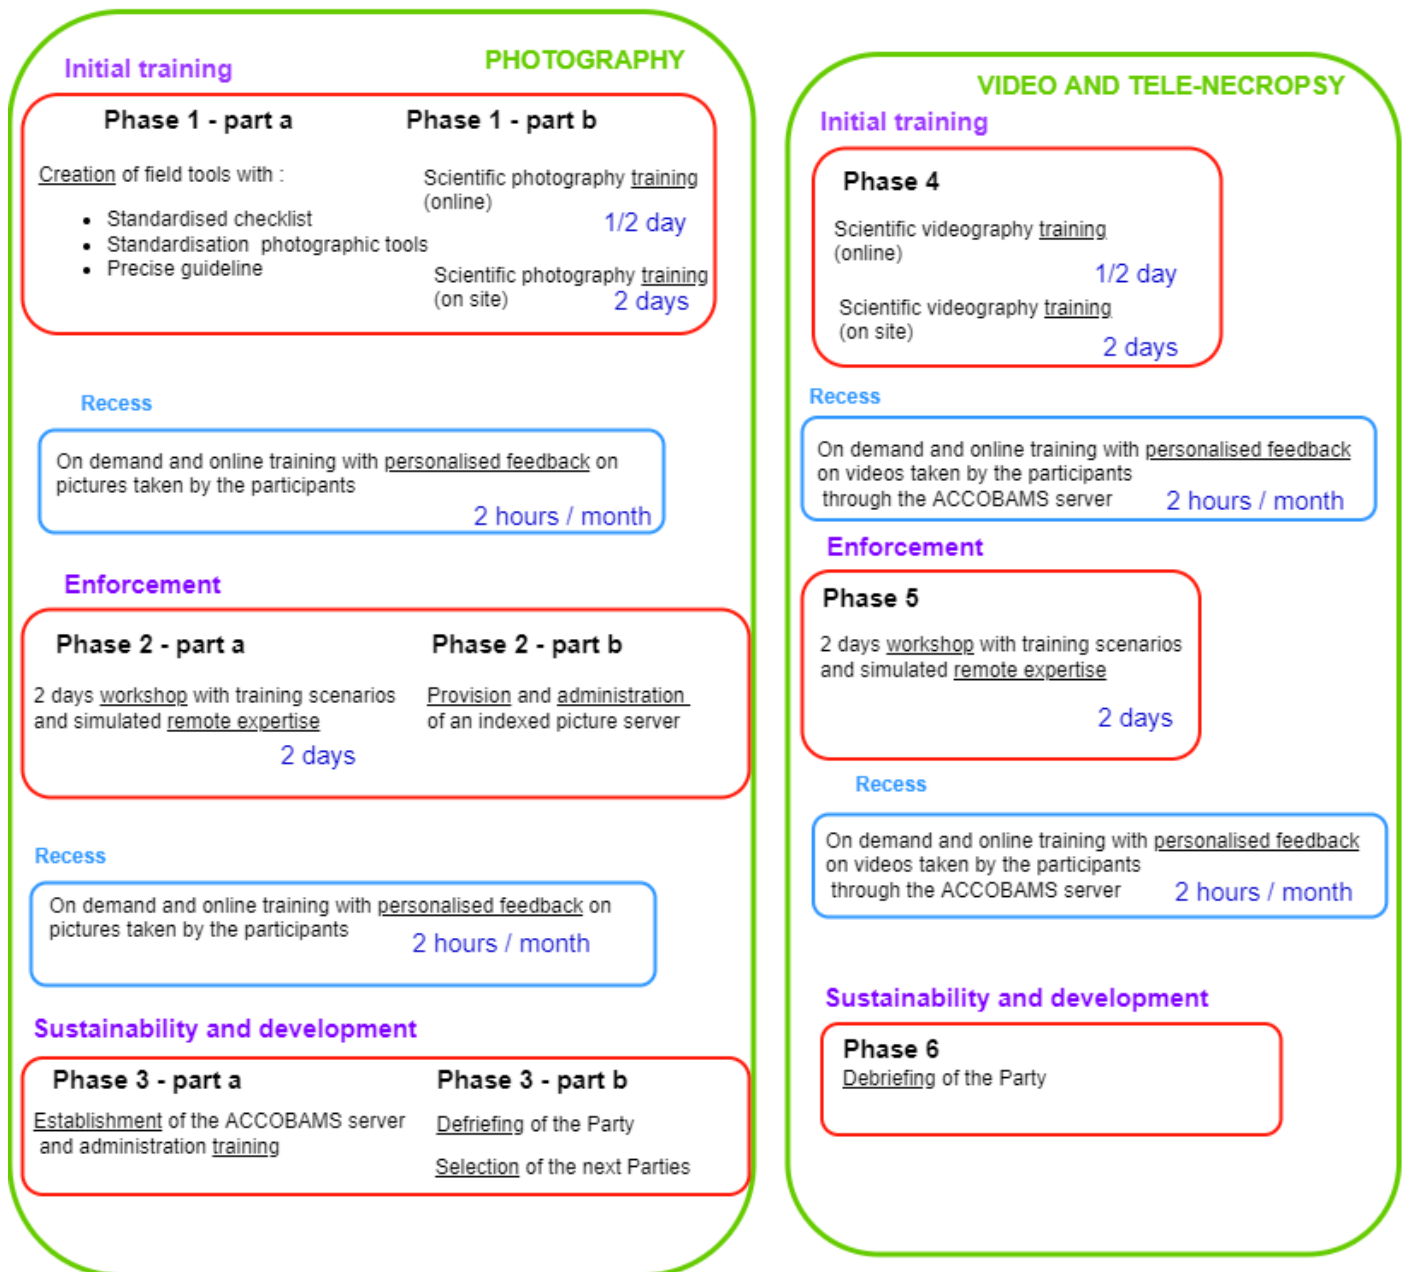 PHOTOGRAPHY
Initial training
Phase 1 - part a
Creation of field tools with :
• Standardised checklist
• Standardisation photographic tools
• Precise guideline
Phase 1 - part b
Scientific photography training
(online)
1/2 day
Scientific photography training
(on site)
2 days
Recess
On demand and online training with personalised feedback on
pictures taken by the participants
2 hours / month
Enforcement
Phase 2 - part a
2 days workshop with training scenarios
and simulated remote expertise
2 days
Phase 2 - part b
Provision and administration
of an indexed picture server
Recess
On demand and online training with personalised feedback on
pictures taken by the participants
2 hours / month
Sustainability and development
Phase 3 - part a
Establishment of the ACCOBAMS server
and administration training
Phase 3 - part b
Defriefing of the Party
Selection of the next Parties
VIDEO AND TELE-NECROPSY
Initial training
Phase 4
Scientific videography training
(online)
1/2 day
Scientific videography training
(on site)
2 days
Recess
On demand and online training with personalised feedback
on videos taken by the participants
through the ACCOBAMS server
2 hours / month
Enforcement
Phase 5
2 days workshop with training scenarios
and simulated remote expertise
2 days
Recess
On demand and online training with personalised feedback
on videos taken by the participants
through the ACCOBAMS server
2 hours / month
Sustainability and development
Phase 6
Debriefing of the Party